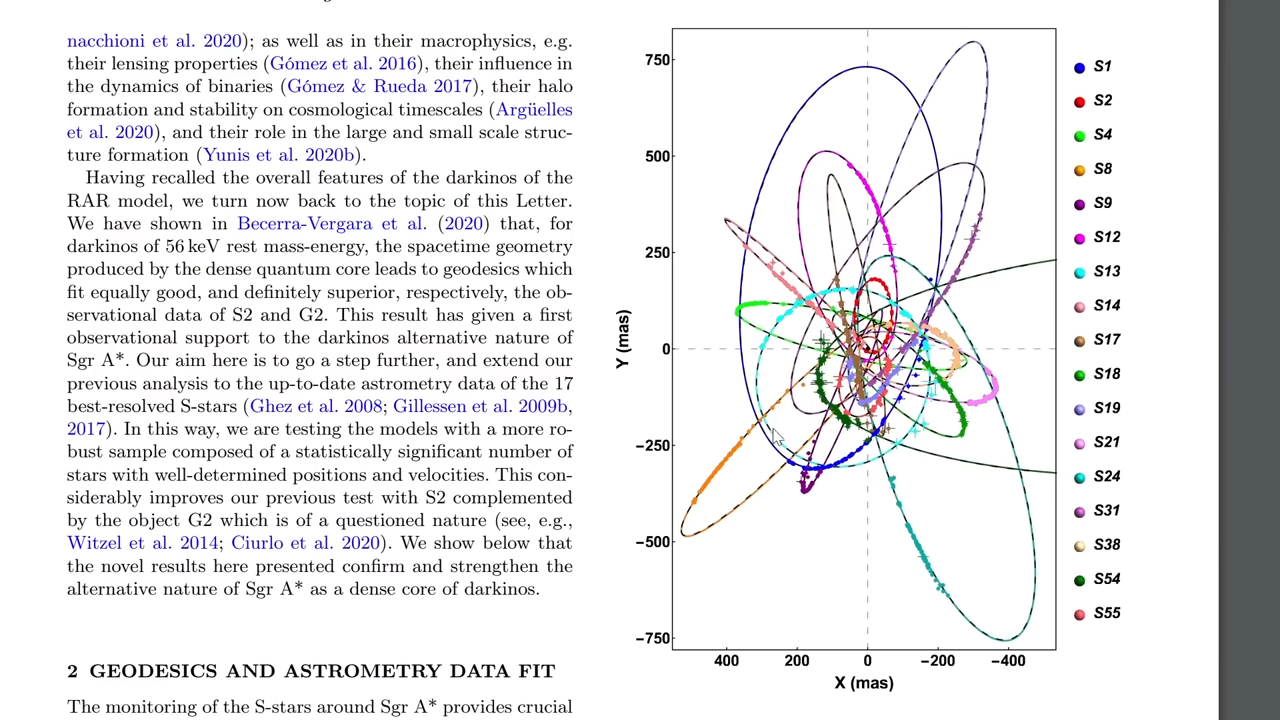 nacchioni et al. 2020); as well as in their macrophysics, e.g.
their lensing properties (Gómez et al. 2016), their influence in
the dynamics of binaries (Gómez & Rueda 2017), their halo
formation and stability on cosmological timescales (Argüelles
et al. 2020), and their role in the large and small scale struc-
ture formation (Yunis et al. 2020b).
Having recalled the overall features of the darkinos of the
RAR model, we turn now back to the topic of this Letter.
We have shown in Becerra-Vergara et al. (2020) that, for
darkinos of 56 keV rest mass-energy, the spacetime geometry
produced by the dense quantum core leads to geodesics which
fit equally good, and definitely superior, respectively, the ob-
servational data of S2 and G2. This result has given a first
observational support to the darkinos alternative nature of
Sgr A*. Our aim here is to go a step further, and extend our
previous analysis to the up-to-date astrometry data of the 17
best-resolved S-stars (Ghez et al. 2008; Gillessen et al. 2009b,
2017). In this way, we are testing the models with a more ro-
bust sample composed of a statistically significant number of
stars with well-determined positions and velocities. This con-
siderably improves our previous test with S2 complemented
by the object G2 which is of a questioned nature (see, e.g.,
Witzel et al. 2014; Ciurlo et al. 2020). We show below that
the novel results here presented confirm and strengthen the
alternative nature of Sgr A* as a dense core of darkinos.
2 GEODESICS AND ASTROMETRY DATA FIT
The monitoring of the S-stars around Sgr A* provides crucial
750
500
250
0
−250
−500
−750
Y (mas)
400 200 0 −200 −400
X (mas)
S1
S2
S4
S8
S9
S12
S13
S14
S17
S18
S19
S21
S24
S31
S38
S54
S55